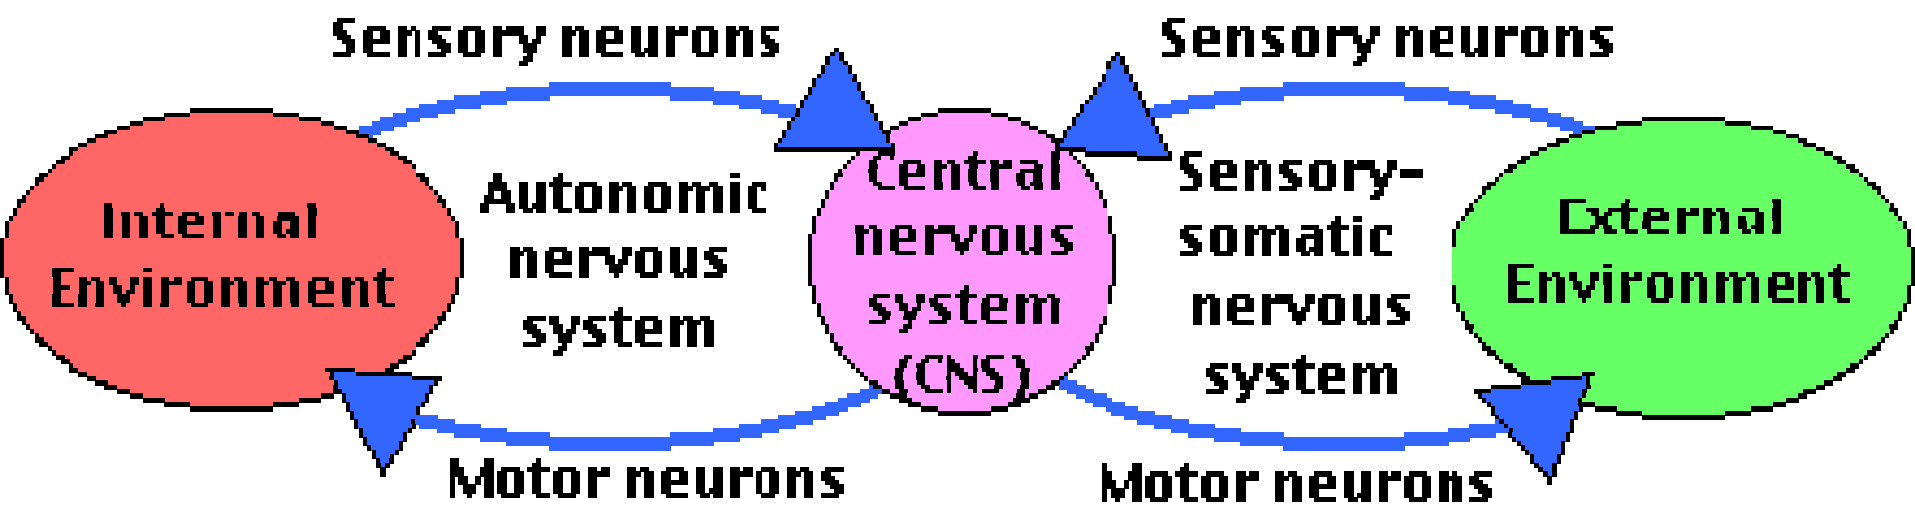 Sensory neurons
Sensory neurons
Internal
Environment
Autonomic
nervous
system
Central
nervous
system
(CNS)
Sensory-
somatic
nervous
system
External
Environment
Motor neurons
Motor neurons